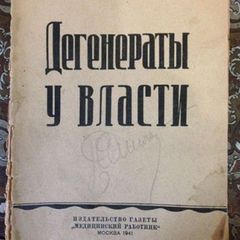 Дегенераты
у власти
ИЗДАТЕЛЬСТВО ГАЗЕТЫ
„МЕДИЦИНСКИЙ РАБОТНИК“
МОСКВА 1941